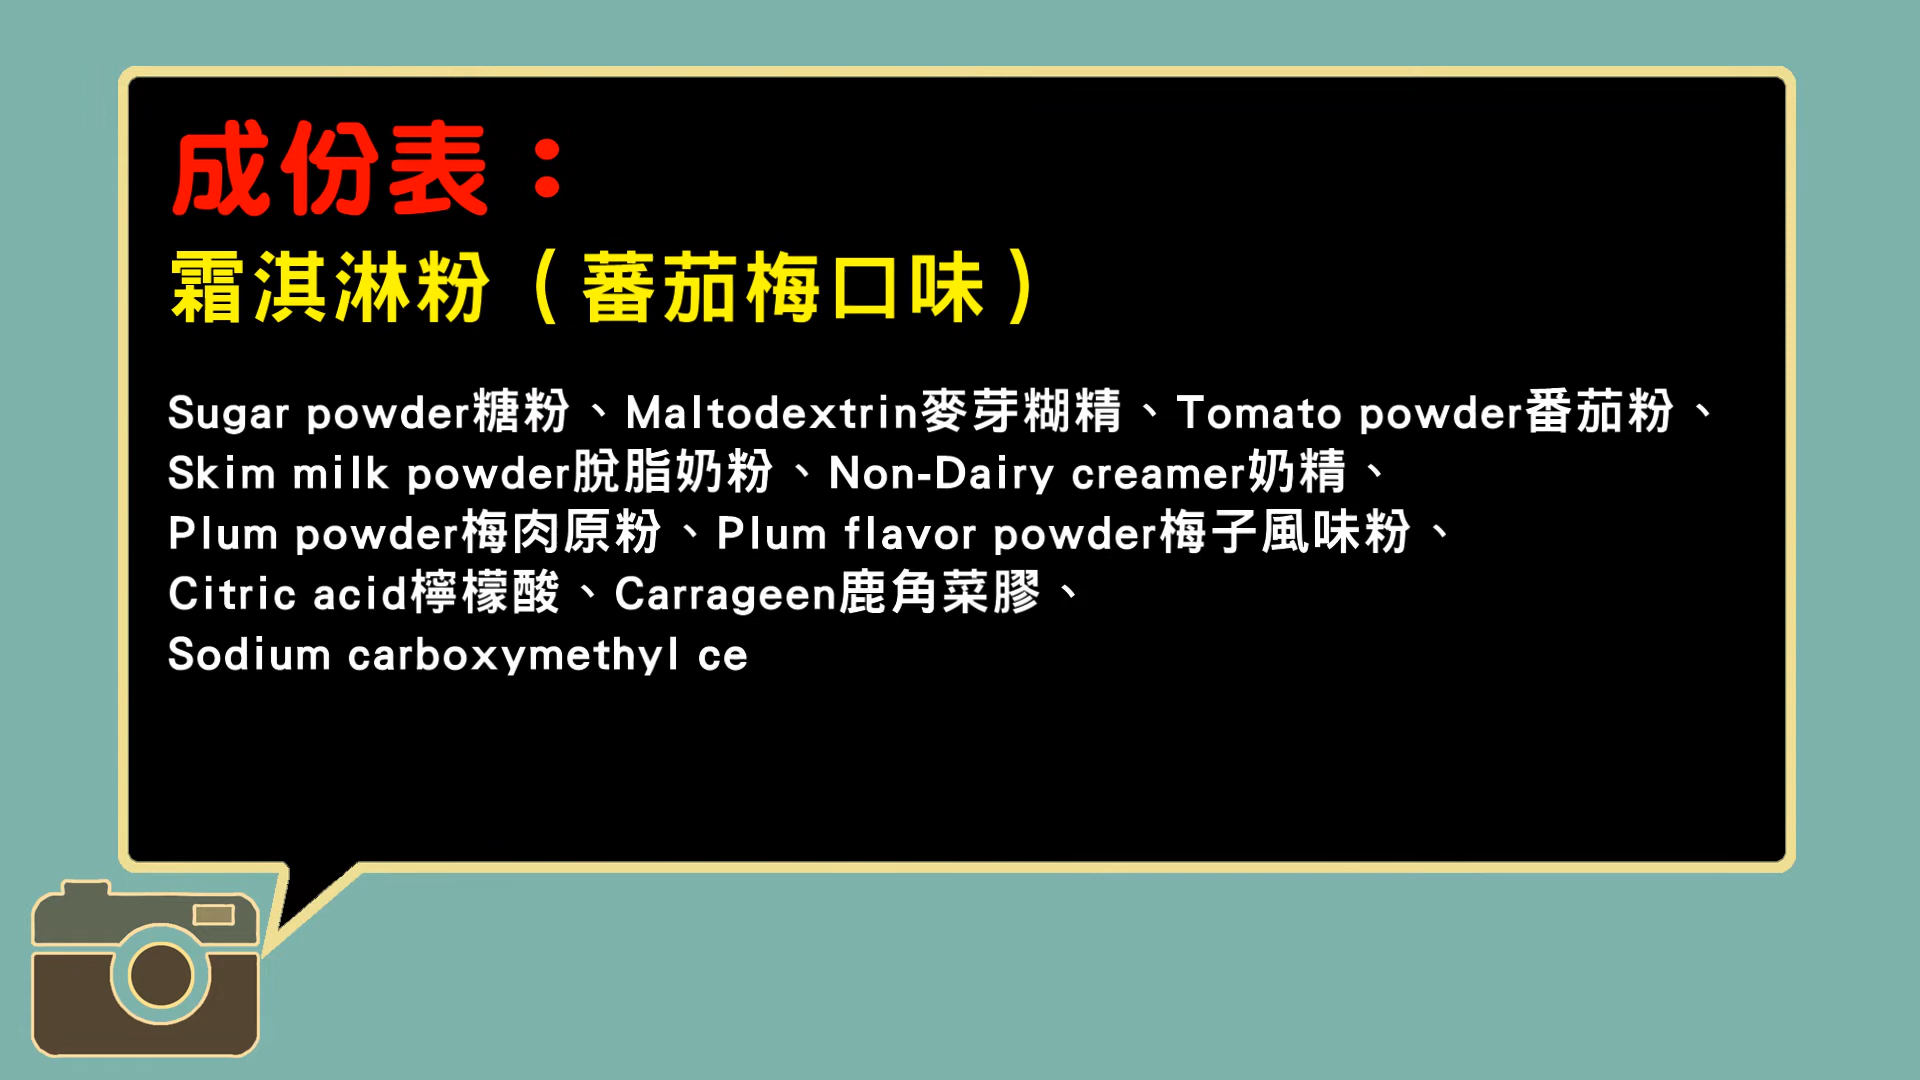 成份表：
霜淇淋粉（蕃茄梅口味）
Sugar powder糖粉、Maltodextrin麥芽糊精、Tomato powder番茄粉、
Skim milk powder脫脂奶粉、Non-Dairy creamer奶精、
Plum powder梅肉原粉、Plum flavor powder梅子風味粉、
Citric acid檸檬酸、Carrageen鹿角菜膠、
Sodium carboxymethyl ce